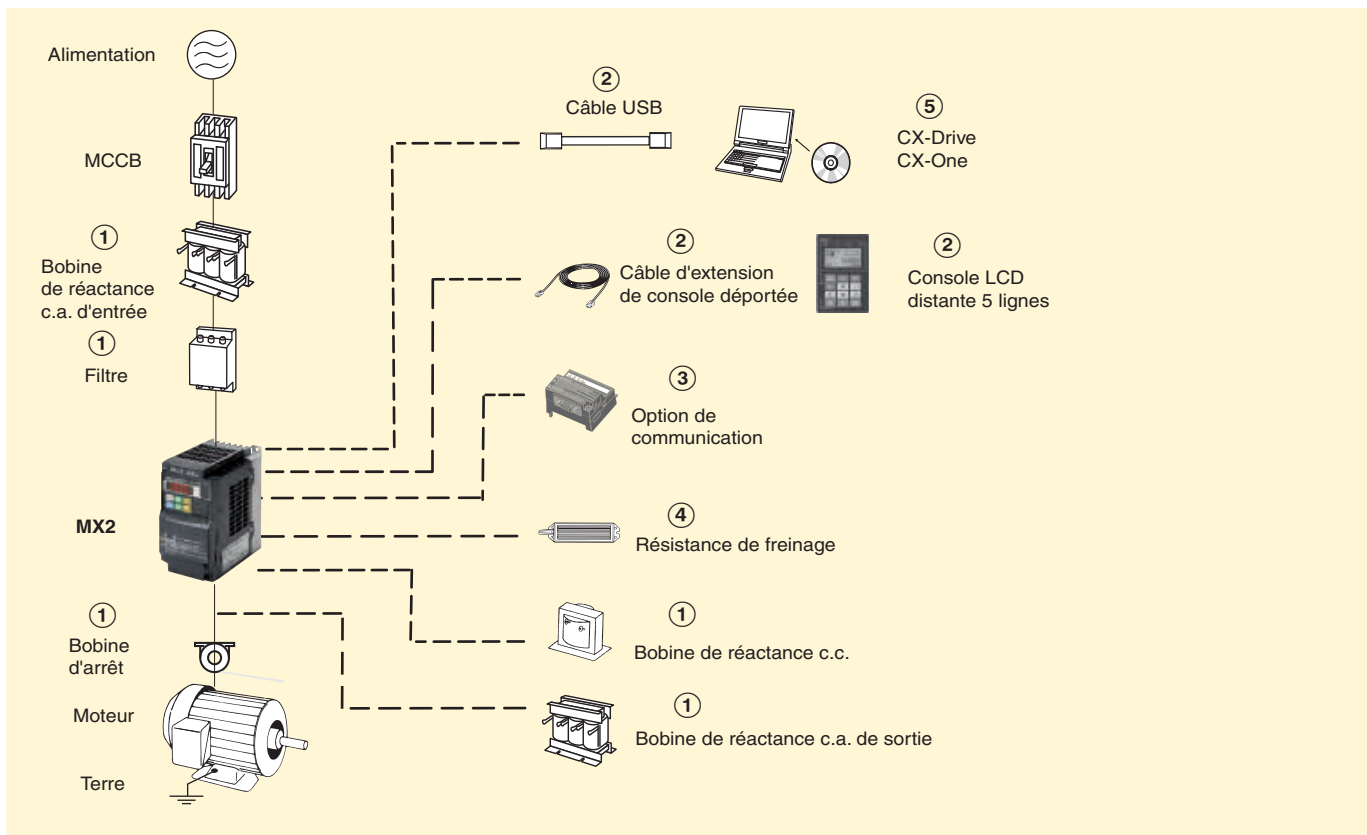 Alimentation
MCCB
①
Bobine
de réactance
c.a. d'entrée
①
Filtre
MX2
①
Bobine
d'arrêt
Moteur
Terre
②
Câble USB
⑤
CX-Drive
CX-One
②
Câble d'extension
de console déportée
②
Console LCD
distante 5 lignes
③
Option de
communication
④
Résistance de freinage
①
Bobine de réactance c.c.
①
Bobine de réactance c.a. de sortie